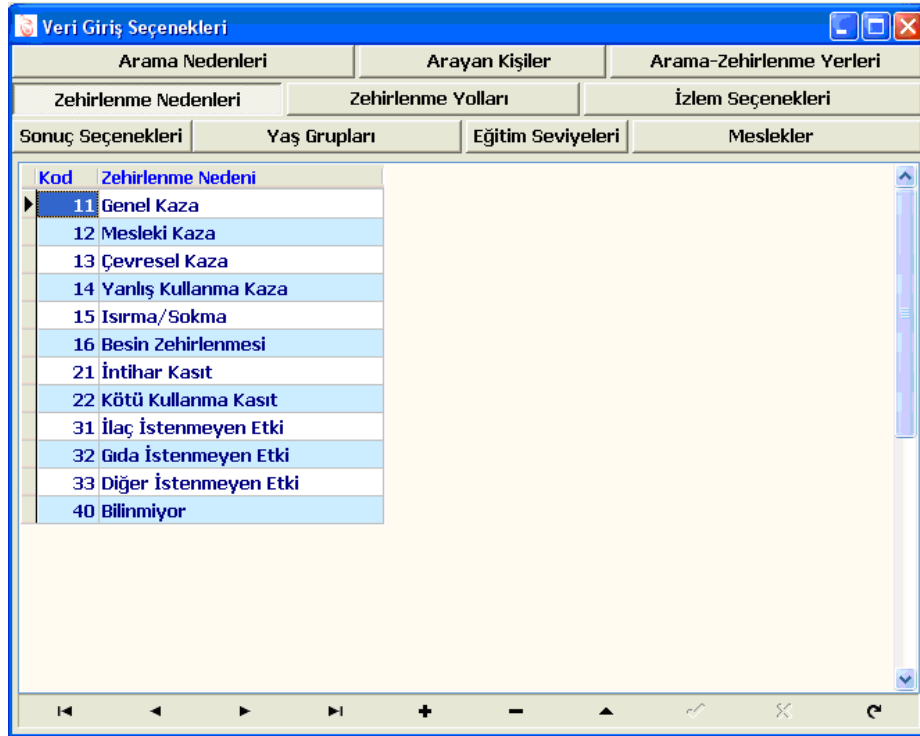 Veri Giriş Seçenekleri
Arama Nedenleri Arayan Kişiler Arama-Zehirlenme Yerleri
Zehirlenme Nedenleri Zehirlenme Yolları İzlem Seçenekleri
Sonuç Seçenekleri Yaş Grupları Eğitim Seviyeleri Meslekler
Kod Zehirlenme Nedeni
11 Genel Kaza
12 Mesleki Kaza
13 Çevresel Kaza
14 Yanlış Kullanma Kaza
15 Isırma/Sokma
16 Besin Zehirlenmesi
21 İntihar Kasıt
22 Kötü Kullanma Kasıt
31 İlaç İstenmeyen Etki
32 Gıda İstenmeyen Etki
33 Diğer İstenmeyen Etki
40 Bilinmiyor